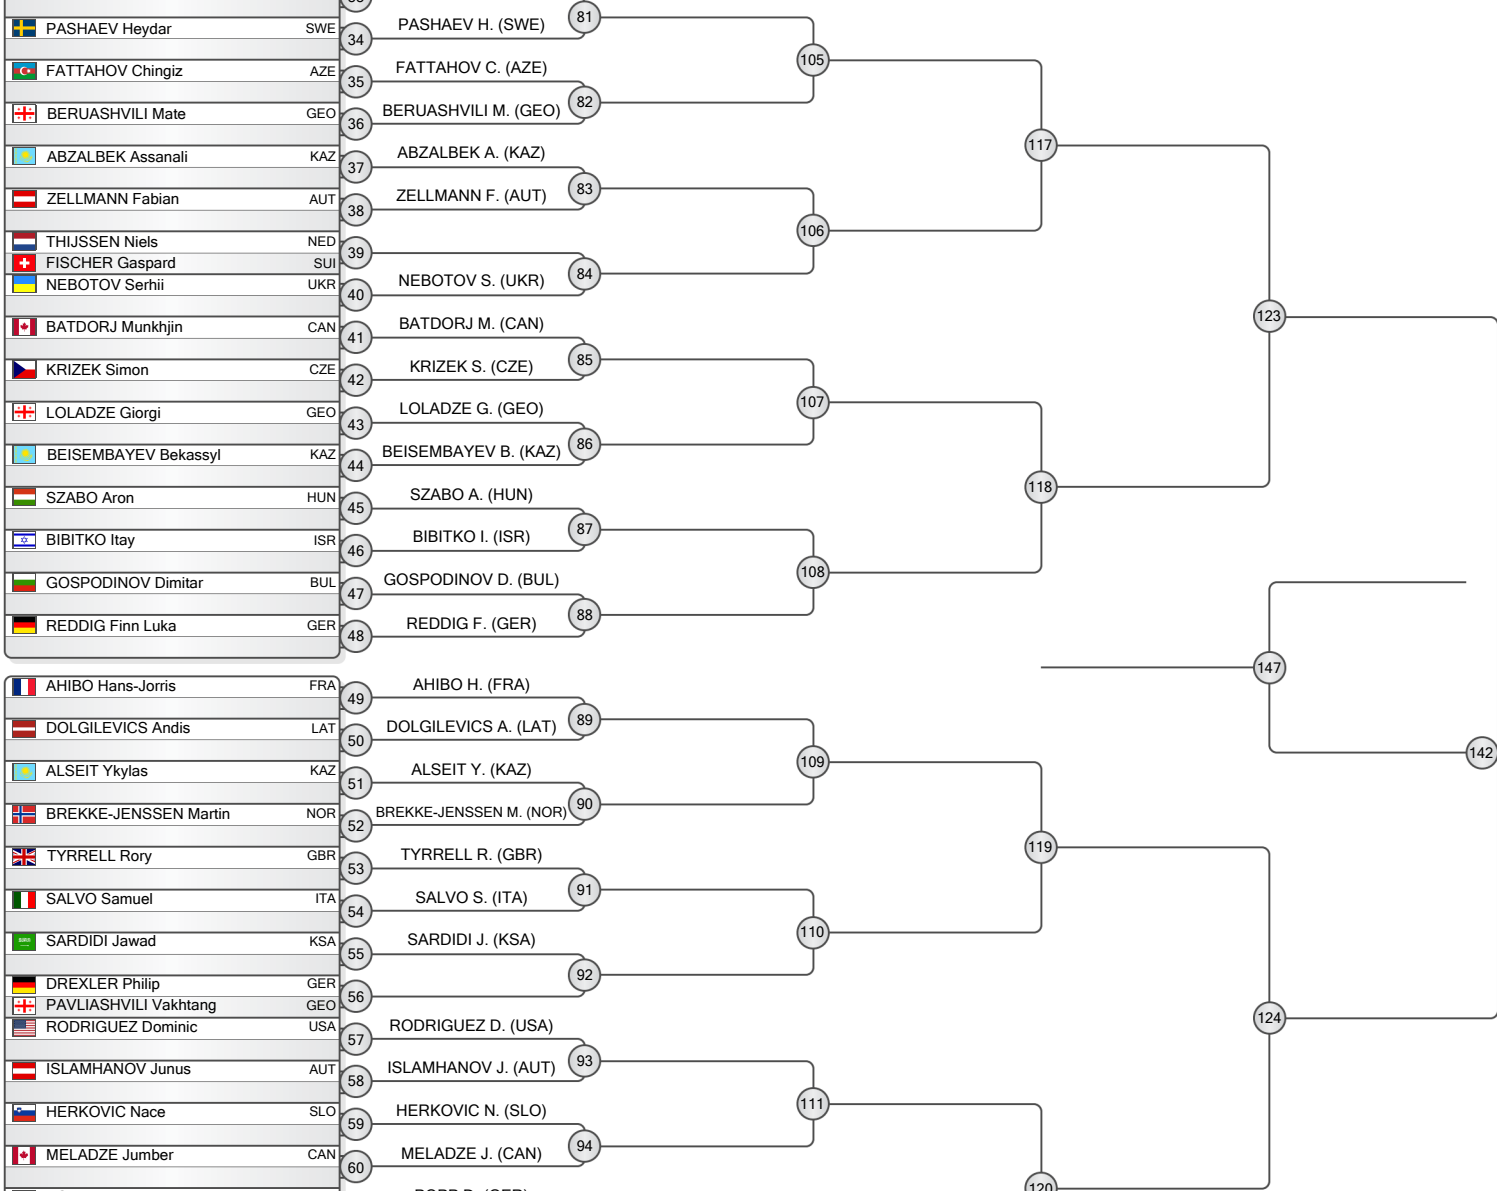 PASHAEV Heydar SWE 34 PASHAEV H. (SWE) 81
105
FATTAHOV Chingiz AZE 35 FATTAHOV C. (AZE)
82
BERUASHVILI Mate GEO 36 BERUASHVILI M. (GEO)
117
ABZALBEK Assanali KAZ 37 ABZALBEK A. (KAZ)
83
ZELLMANN Fabian AUT 38 ZELLMANN F. (AUT)
106
THIJSSEN Niels NED 39
FISCHER Gaspard SUI
84
NEBOTOV Serhii UKR 40 NEBOTOV S. (UKR)
123
BATDORJ Munkhjin CAN 41 BATDORJ M. (CAN)
85
KRIZEK Simon CZE 42 KRIZEK S. (CZE)
107
LOLADZE Giorgi GEO 43 LOLADZE G. (GEO)
86
BEISEMBAYEV Bekassyl KAZ 44 BEISEMBAYEV B. (KAZ)
118
SZABO Aron HUN 45 SZABO A. (HUN)
87
BIBITKO Itay ISR 46 BIBITKO I. (ISR)
108
GOSPODINOV Dimitar BUL 47 GOSPODINOV D. (BUL)
88
REDDIG Finn Luka GER 48 REDDIG F. (GER)
147
AHIBO Hans-Jorris FRA 49 AHIBO H. (FRA)
89
DOLGILEVICS Andis LAT 50 DOLGILEVICS A. (LAT)
142
109
ALSEIT Ykylas KAZ 51 ALSEIT Y. (KAZ)
90
BREKKE-JENSSEN Martin NOR 52 BREKKE-JENSSEN M. (NOR)
119
TYRRELL Rory GBR 53 TYRRELL R. (GBR)
91
SALVO Samuel ITA 54 SALVO S. (ITA)
110
SARDIDI Jawad KSA 55 SARDIDI J. (KSA)
92
DREXLER Philip GER 56
PAVLIASHVILI Vakhtang GEO
124
RODRIGUEZ Dominic USA 57 RODRIGUEZ D. (USA)
93
ISLAMHANOV Junus AUT 58 ISLAMHANOV J. (AUT)
111
HERKOVIC Nace SLO 59 HERKOVIC N. (SLO)
94
MELADZE Jumber CAN 60 MELADZE J. (CAN)
120